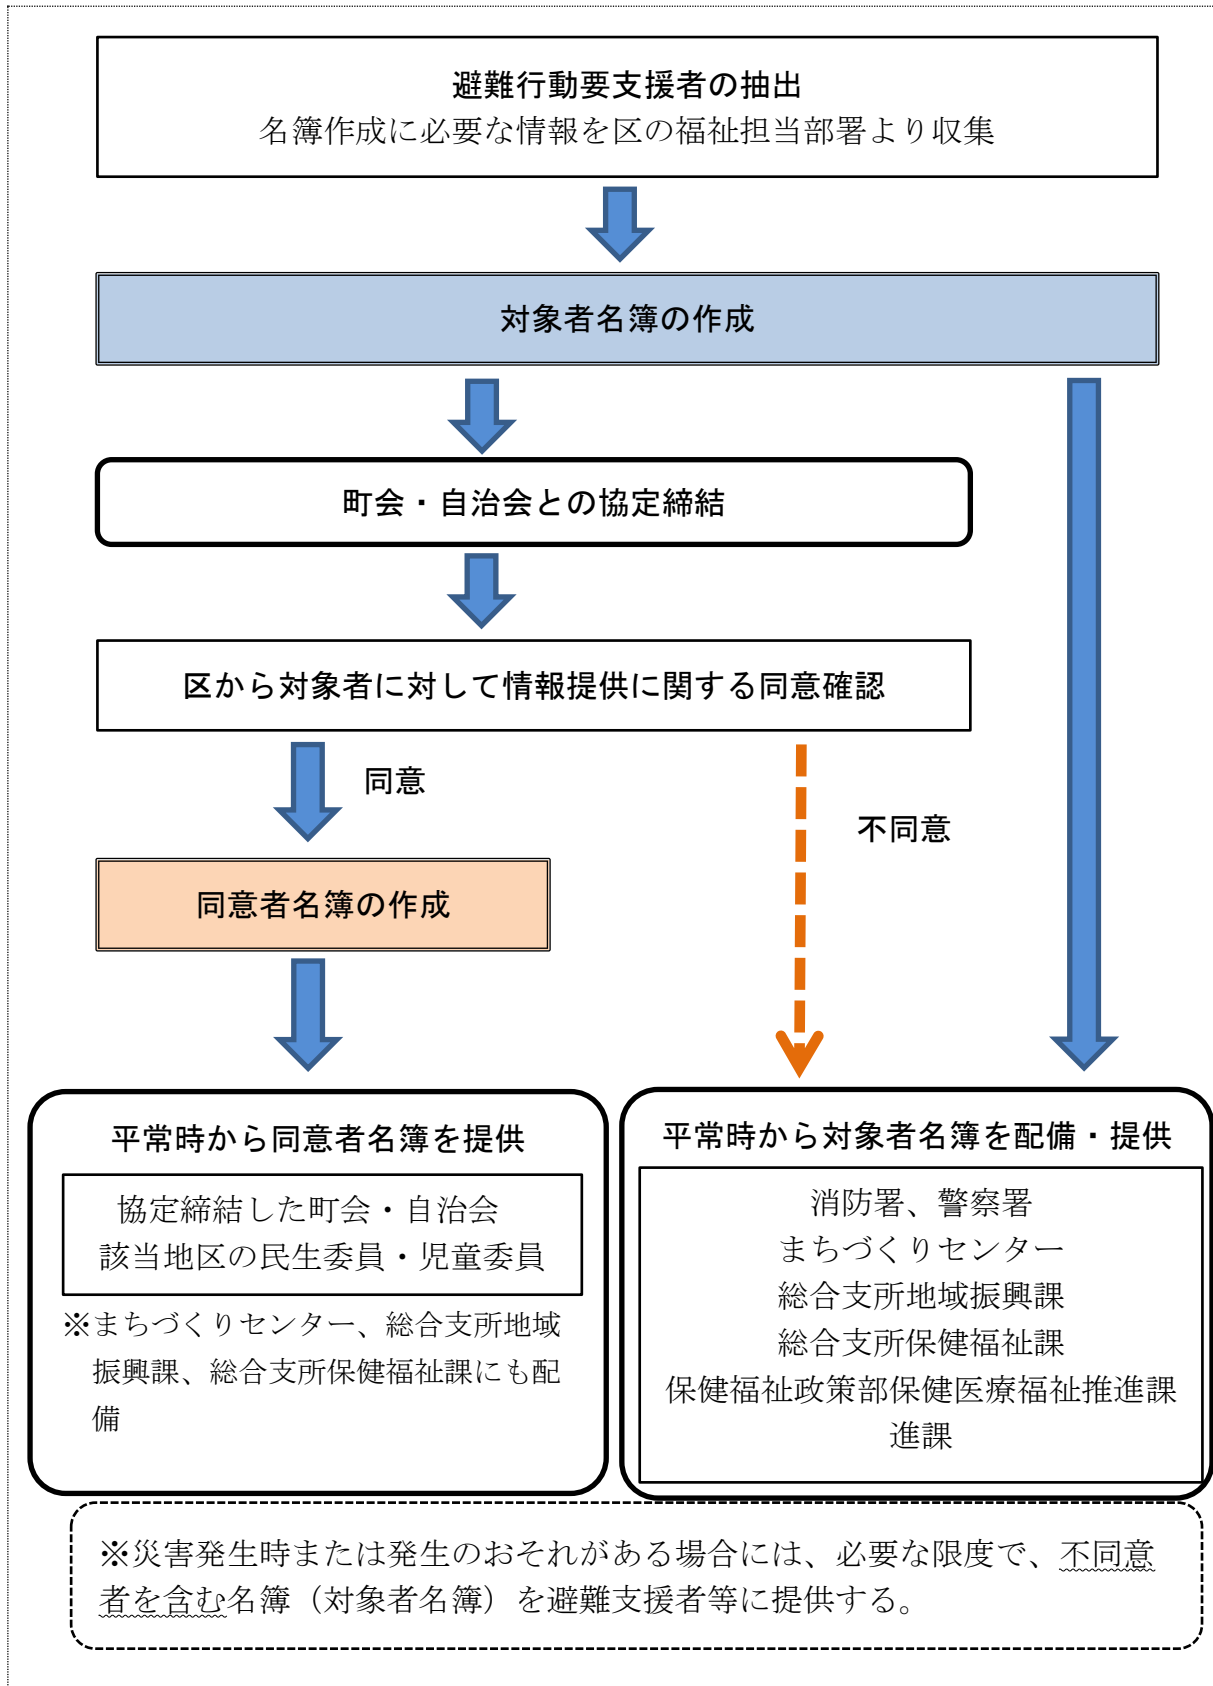 避難行動要支援者の抽出
名簿作成に必要な情報を区の福祉担当部署より収集
対象者名簿の作成
町会・自治会との協定締結
区から対象者に対して情報提供に関する同意確認
同意
不同意
同意者名簿の作成
平常時から同意者名簿を提供
協定締結した町会・自治会
該当地区の民生委員・児童委員
※まちづくりセンター、総合支所地域
振興課、総合支所保健福祉課にも配
備
平常時から対象者名簿を配備・提供
消防署、警察署
まちづくりセンター
総合支所地域振興課
総合支所保健福祉課
保健福祉政策部保健医療福祉推進課
進課
※災害発生時または発生のおそれがある場合には、必要な限度で、不同意
者を含む名簿（対象者名簿）を避難支援者等に提供する。